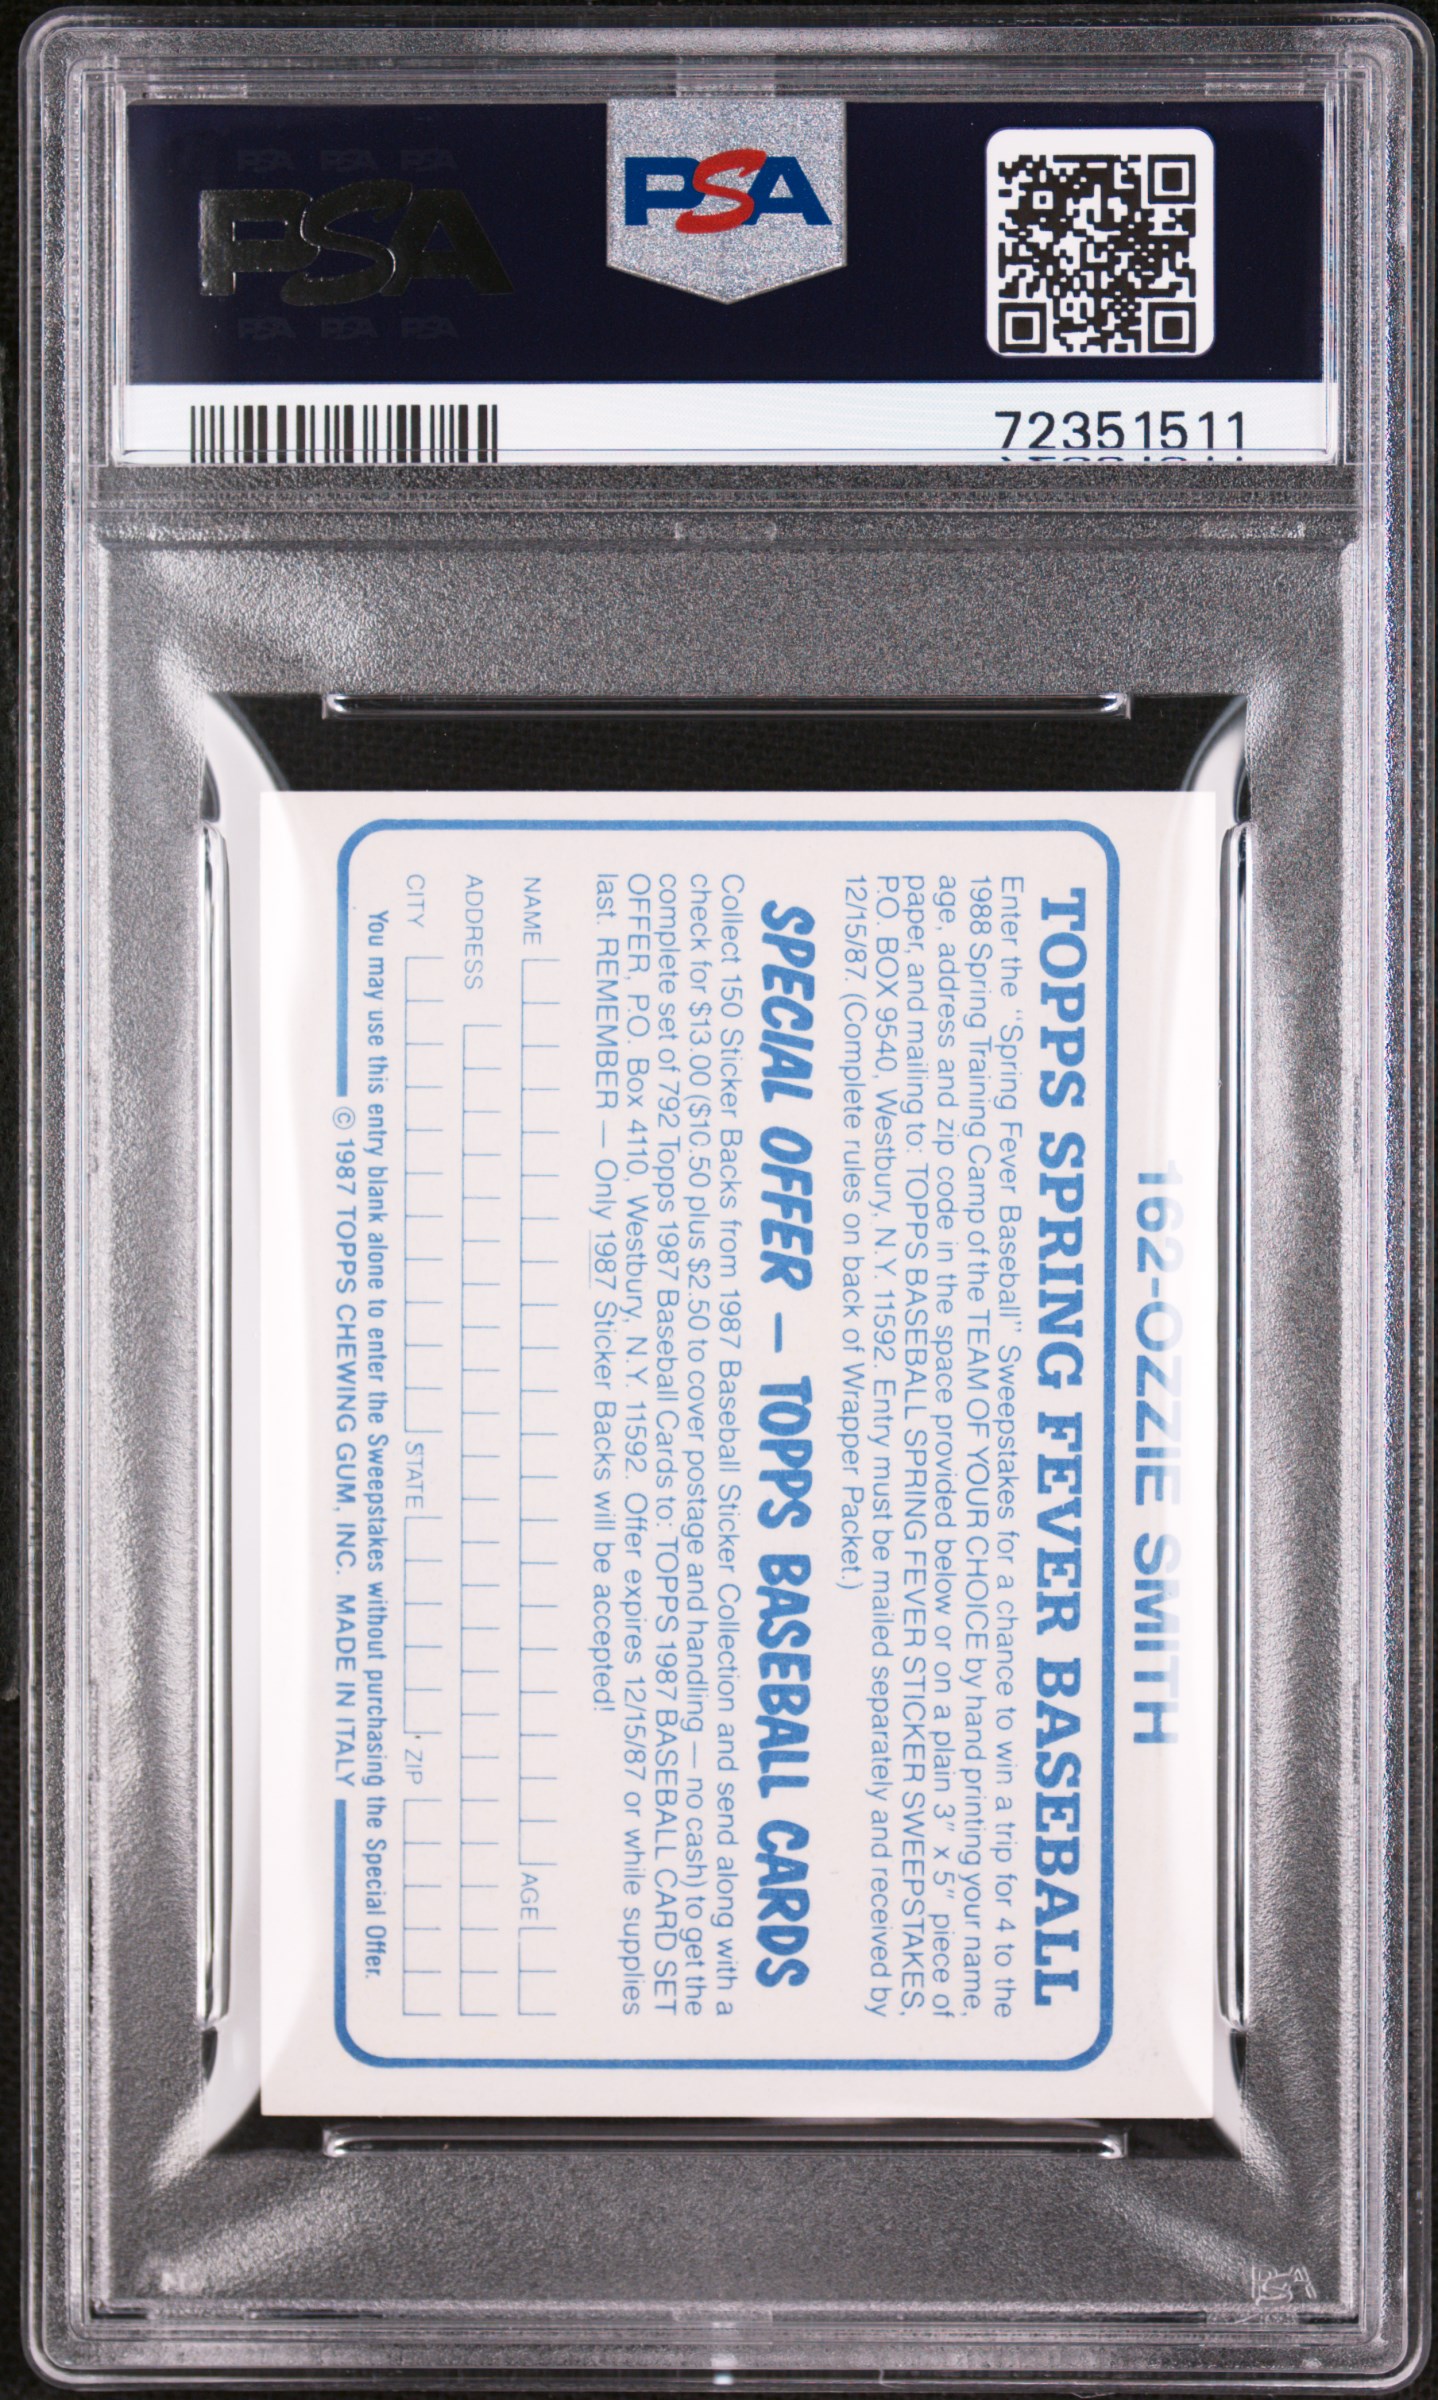 PSA PSA PSA
PSA
PSA PSA PSA
PSA
72351511
162-OZZIE SMITH
TOPPS SPRING FEVER BASEBALL
Enter the "Spring Fever Baseball" Sweepstakes for a chance to win a trip for 4 to the
1988 Spring Training Camp of the TEAM OF YOUR CHOICE by hand printing your name,
age, address and zip code in the space provided below or on a plain 3" x 5" piece of
paper, and mailing to: TOPPS BASEBALL SPRING FEVER STICKER SWEEPSTAKES,
P.O. BOX 9540, Westbury, N.Y. 11592. Entry must be mailed separately and received by
12/15/87. (Complete rules on back of Wrapper Packet.)
SPECIAL OFFER — TOPPS BASEBALL CARDS
Collect 150 Sticker Backs from 1987 Baseball Sticker Collection and send along with a
check for $13.00 ($10.50 plus $2.50 to cover postage and handling — no cash) to get the
complete set of 792 Topps 1987 Baseball Cards to: TOPPS 1987 BASEBALL CARD SET
OFFER, P.O. Box 4110, Westbury, N.Y. 11592. Offer expires 12/15/87 or while supplies
last. REMEMBER — Only 1987 Sticker Backs will be accepted!
NAME AGE
ADDRESS
CITY STATE ZIP
You may use this entry blank alone to enter the Sweepstakes without purchasing the Special Offer.
© 1987 TOPPS CHEWING GUM, INC. MADE IN ITALY
PSA